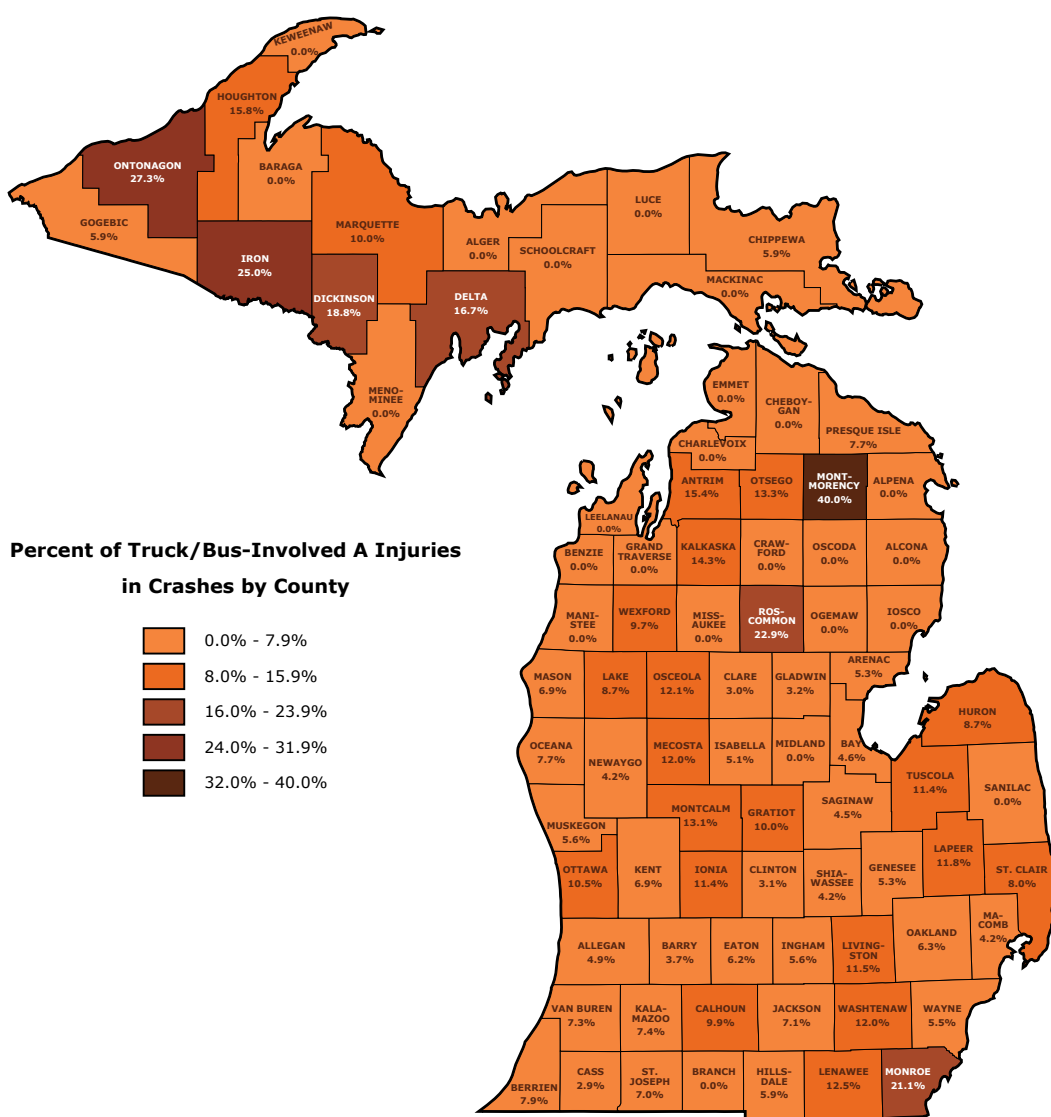 KEWEENAW
0.0%
HOUGHTON
15.8%
ONTONAGON
27.3%
BARAGA
0.0%
GOGEBIC
5.9%
MARQUETTE
10.0%
IRON
25.0%
DICKINSON
18.8%
ALGER
0.0%
LUCE
0.0%
SCHOOLCRAFT
0.0%
CHIPPEWA
5.9%
MACKINAC
0.0%
DELTA
16.7%
MENO-
MINEE
0.0%
EMMET
0.0%
CHEBOY-
GAN
0.0%
PRESQUE ISLE
7.7%
CHARLEVOIX
0.0%
ANTRIM
15.4%
OTSEGO
13.3%
MONT-
MORENCY
40.0%
ALPENA
0.0%
LEELANAU
0.0%
Percent of Truck/Bus-Involved A Injuries
in Crashes by County
0.0% - 7.9%
8.0% - 15.9%
16.0% - 23.9%
24.0% - 31.9%
32.0% - 40.0%
BENZIE
0.0%
GRAND
TRAVERSE
0.0%
KALKASKA
14.3%
CRAW-
FORD
0.0%
OSCODA
0.0%
ALCONA
0.0%
MANI-
STEE
0.0%
WEXFORD
9.7%
MISS-
AUKEE
0.0%
ROS-
COMMON
22.9%
OGEMAW
0.0%
IOSCO
0.0%
MASON
6.9%
LAKE
8.7%
OSCEOLA
12.1%
CLARE
3.0%
GLADWIN
3.2%
ARENAC
5.3%
HURON
8.7%
OCEANA
7.7%
NEWAYGO
4.2%
MECOSTA
12.0%
ISABELLA
5.1%
MIDLAND
0.0%
BAY
4.6%
TUSCOLA
11.4%
SANILAC
0.0%
MUSKEGON
5.6%
MONTCALM
13.1%
GRATIOT
10.0%
SAGINAW
4.5%
OTTAWA
10.5%
KENT
6.9%
IONIA
11.4%
CLINTON
3.1%
SHIA-
WASSEE
4.2%
GENESEE
5.3%
LAPEER
11.8%
ST. CLAIR
8.0%
ALLEGAN
4.9%
BARRY
3.7%
EATON
6.2%
INGHAM
5.6%
LIVING-
STON
11.5%
OAKLAND
6.3%
MA-
COMB
4.2%
VAN BUREN
7.3%
KALA-
MAZOO
7.4%
CALHOUN
9.9%
JACKSON
7.1%
WASHTENAW
12.0%
WAYNE
5.5%
BERRIEN
7.9%
CASS
2.9%
ST.
JOSEPH
7.0%
BRANCH
0.0%
HILLS-
DALE
5.9%
LENAWEE
12.5%
MONROE
21.1%